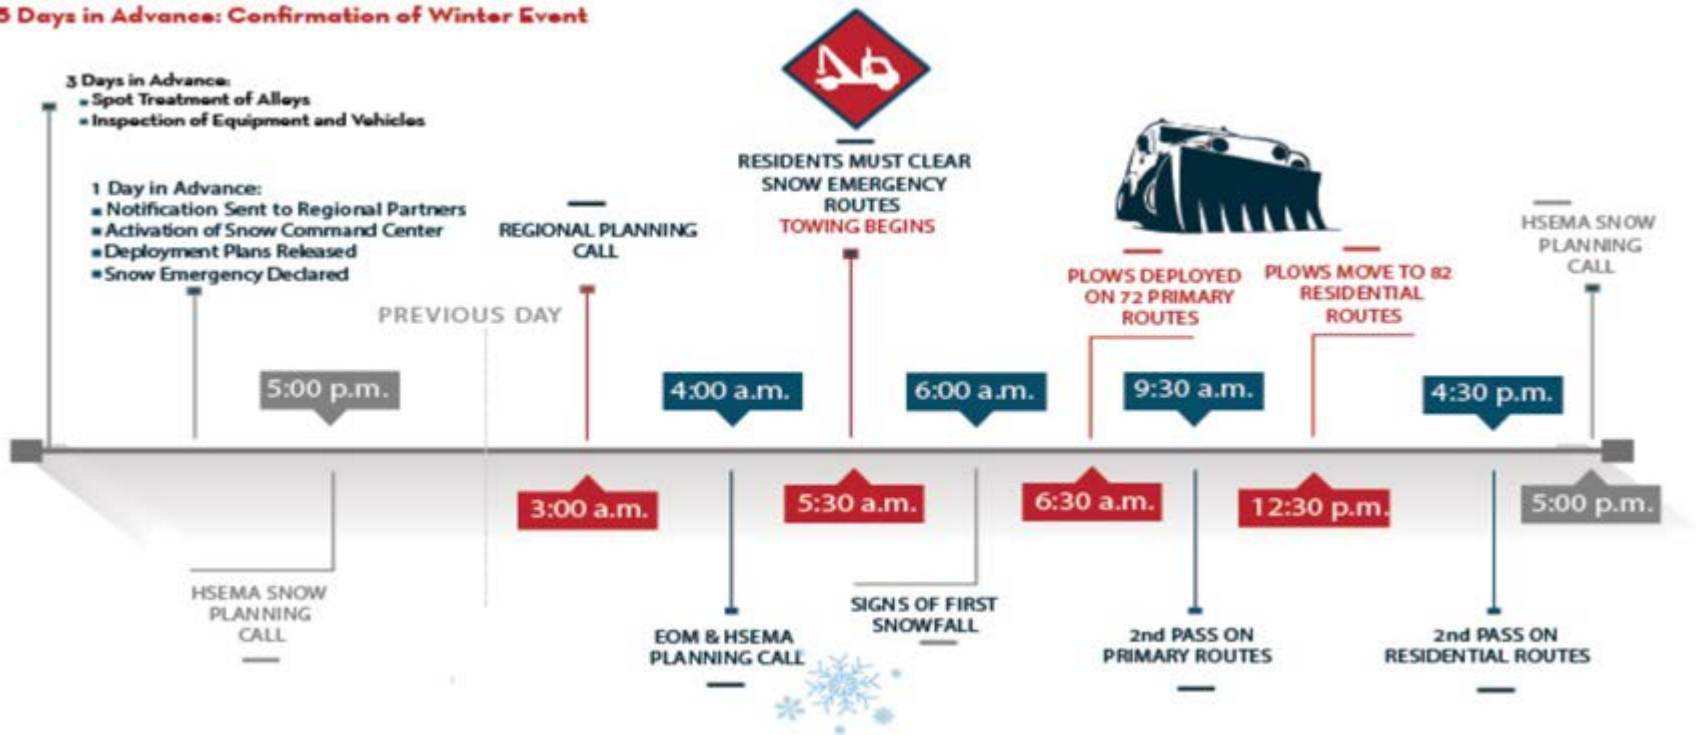 5 Days in Advance: Confirmation of Winter Event
3 Days in Advance:
Spot Treatment of Alleys
Inspection of Equipment and Vehicles
1 Day in Advance:
Notification Sent to Regional Partners
Activation of Snow Command Center
Deployment Plans Released
Snow Emergency Declared
PREVIOUS DAY
5:00 p.m.
HSEMA SNOW
PLANNING
CALL
REGIONAL PLANNING
CALL
3:00 a.m.
4:00 a.m.
EOM & HSEMA
PLANNING CALL
RESIDENTS MUST CLEAR
SNOW EMERGENCY
ROUTES
TOWING BEGINS
5:30 a.m.
6:00 a.m.
SIGNS OF FIRST
SNOWFALL
PLOWS DEPLOYED
ON 72 PRIMARY
ROUTES
6:30 a.m.
9:30 a.m.
2nd PASS ON
PRIMARY ROUTES
PLOWS MOVE TO 82
RESIDENTIAL
ROUTES
12:30 p.m.
4:30 p.m.
2nd PASS ON
RESIDENTIAL ROUTES
HSEMA SNOW
PLANNING
CALL
5:00 p.m.